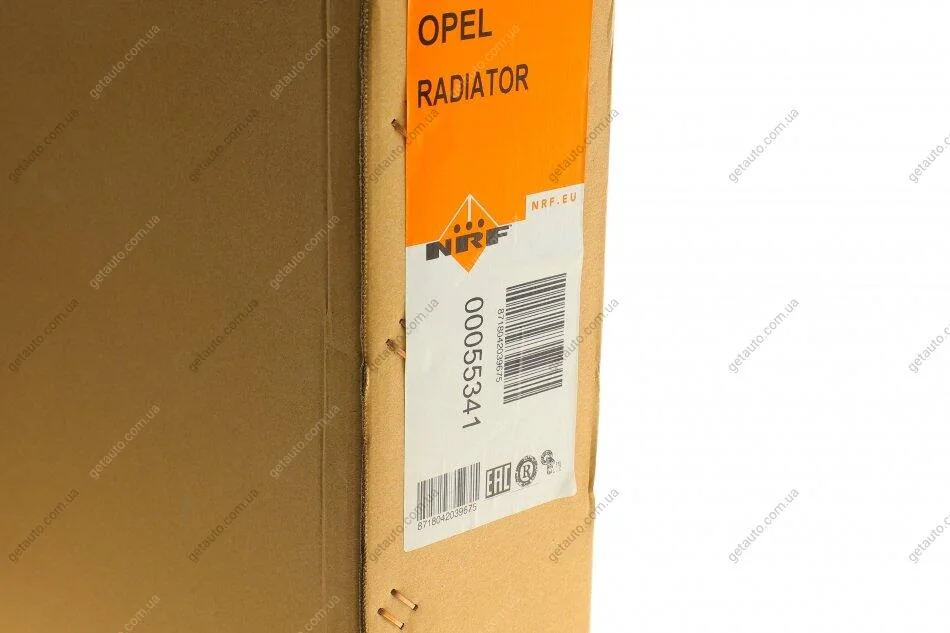 OPEL
RADIATOR
NRF.EU
NRF
00055341
8718042039675
8718042039675
EAC
R
getauto.com.ua